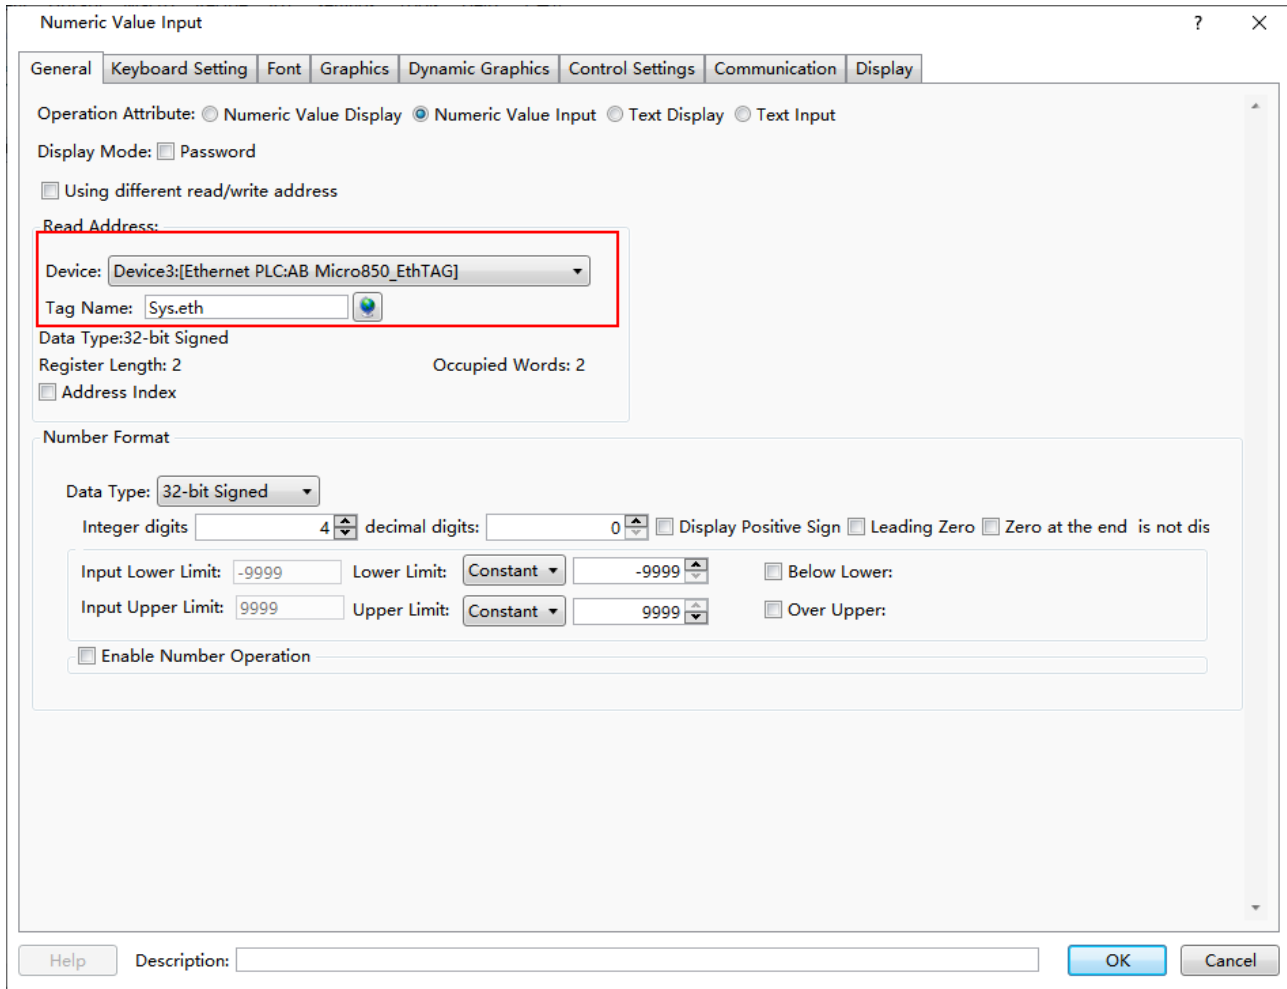 Numeric Value Input ?
General Keyboard Setting Font Graphics Dynamic Graphics Control Settings Communication Display
Operation Attribute: Numeric Value Display Numeric Value Input Text Display Text Input
Display Mode: Password
Using different read/write address
Read Address:
Device: Device3:[Ethernet PLC:AB Micro850_EthTAG]
Tag Name: Sys.eth
Data Type:32-bit Signed
Register Length: 2 Occupied Words: 2
Address Index
Number Format
Data Type: 32-bit Signed
Integer digits 4 decimal digits: 0 Display Positive Sign Leading Zero Zero at the end is not dis
Input Lower Limit: -9999 Lower Limit: Constant -9999 Below Lower:
Input Upper Limit: 9999 Upper Limit: Constant 9999 Over Upper:
Enable Number Operation
Help Description: OK Cancel